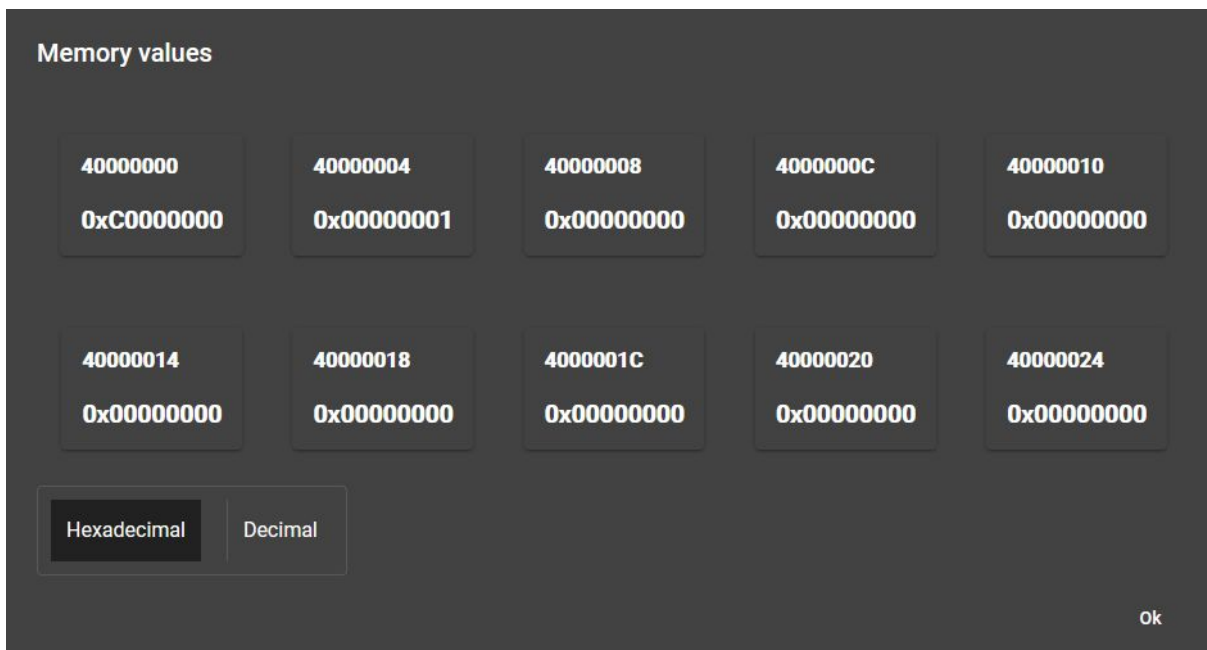 Memory values
40000000 40000004 40000008 4000000C 40000010
0xC0000000 0x00000001 0x00000000 0x00000000 0x00000000
40000014 40000018 4000001C 40000020 40000024
0x00000000 0x00000000 0x00000000 0x00000000 0x00000000
Hexadecimal Decimal
Ok